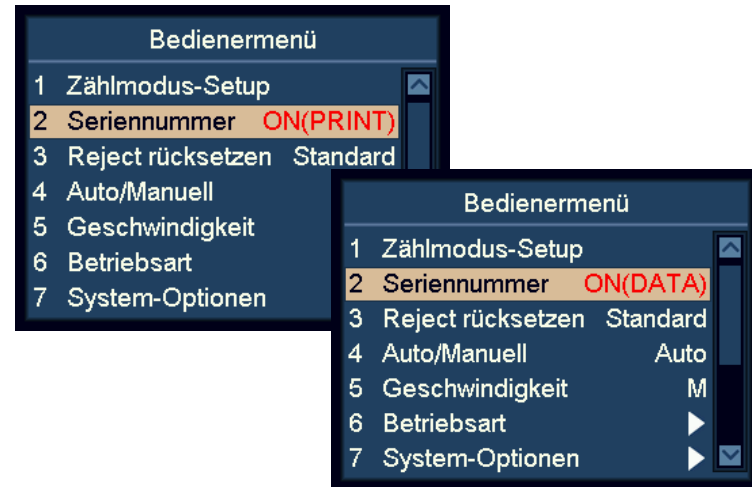 Bedienermenü
1 Zählmodus-Setup
2 Seriennummer ON(PRINT)
3 Reject rücksetzen Standard
4 Auto/Manuell
5 Geschwindigkeit
6 Betriebsart
7 System-Optionen
Bedienermenü
1 Zählmodus-Setup
2 Seriennummer ON(DATA)
3 Reject rücksetzen Standard
4 Auto/Manuell Auto
5 Geschwindigkeit M
6 Betriebsart
7 System-Optionen